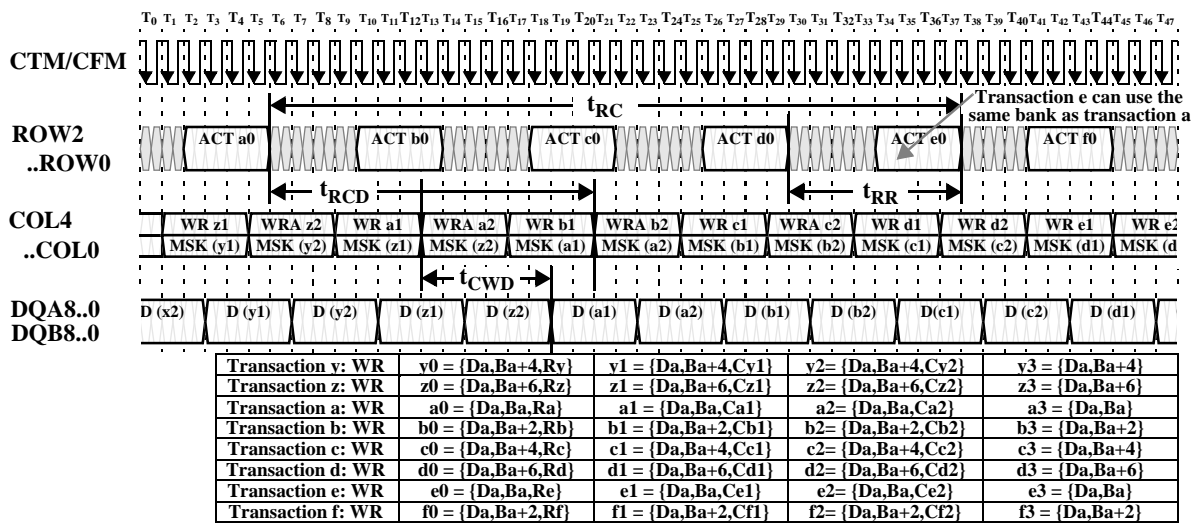 T0 T1 T2 T3 T4 T5 T6 T7 T8 T9 T10 T11 T12 T13 T14 T15 T16 T17 T18 T19 T20 T21 T22 T23 T24 T25 T26 T27 T28 T29 T30 T31 T32 T33 T34 T35 T36 T37 T38 T39 T40 T41 T42 T43 T44 T45 T46 T47
CTM/CFM
tRC
Transaction e can use the
same bank as transaction a
ROW2
..ROW0
ACT a0 ACT b0 ACT c0 ACT d0 ACT e0 ACT f0
tRCD tRR
COL4
..COL0
WR z1 WRA z2 WR a1 WRA a2 WR b1 WRA b2 WR c1 WRA c2 WR d1 WR d2 WR e1 WR e2
MSK (y1) MSK (y2) MSK (z1) MSK (z2) MSK (a1) MSK (a2) MSK (b1) MSK (b2) MSK (c1) MSK (c2) MSK (d1) MSK (d
tCWD
DQA8..0
DQB8..0
D (x2) D (y1) D (y2) D (z1) D (z2) D (a1) D (a2) D (b1) D (b2) D(c1) D (c2) D (d1)
Transaction y: WR y0 = {Da,Ba+4,Ry} y1 = {Da,Ba+4,Cy1} y2= {Da,Ba+4,Cy2} y3 = {Da,Ba+4}
Transaction z: WR z0 = {Da,Ba+6,Rz} z1 = {Da,Ba+6,Cz1} z2= {Da,Ba+6,Cz2} z3 = {Da,Ba+6}
Transaction a: WR a0 = {Da,Ba,Ra} a1 = {Da,Ba,Ca1} a2= {Da,Ba,Ca2} a3 = {Da,Ba}
Transaction b: WR b0 = {Da,Ba+2,Rb} b1 = {Da,Ba+2,Cb1} b2= {Da,Ba+2,Cb2} b3 = {Da,Ba+2}
Transaction c: WR c0 = {Da,Ba+4,Rc} c1 = {Da,Ba+4,Cc1} c2= {Da,Ba+4,Cc2} c3 = {Da,Ba+4}
Transaction d: WR d0 = {Da,Ba+6,Rd} d1 = {Da,Ba+6,Cd1} d2= {Da,Ba+6,Cd2} d3 = {Da,Ba+6}
Transaction e: WR e0 = {Da,Ba,Re} e1 = {Da,Ba,Ce1} e2= {Da,Ba,Ce2} e3 = {Da,Ba}
Transaction f: WR f0 = {Da,Ba+2,Rf} f1 = {Da,Ba+2,Cf1} f2= {Da,Ba+2,Cf2} f3 = {Da,Ba+2}